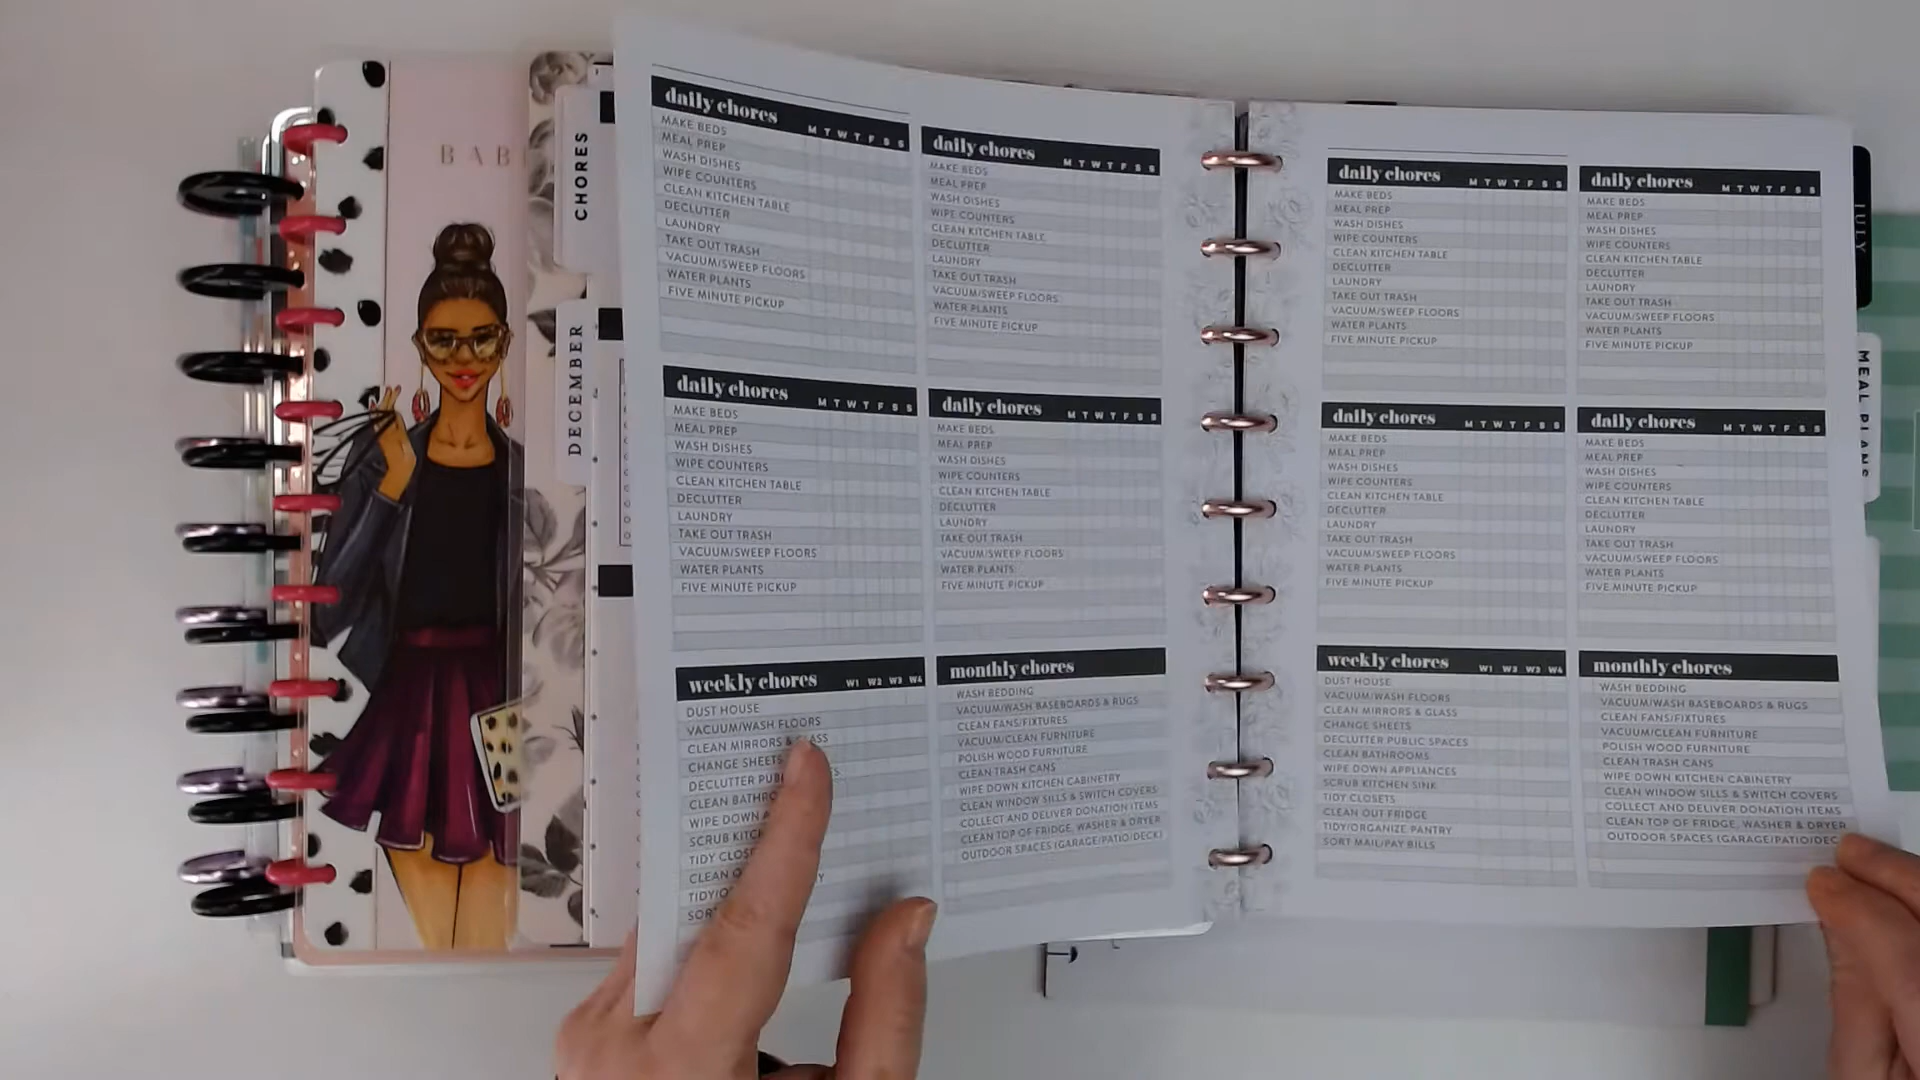 BAB
CHORES
DECEMBER
daily chores M T W T F S S
MAKE BEDS
MEAL PREP
WASH DISHES
WIPE COUNTERS
CLEAN KITCHEN TABLE
DECLUTTER
LAUNDRY
TAKE OUT TRASH
VACUUM/SWEEP FLOORS
WATER PLANTS
FIVE MINUTE PICKUP
daily chores M T W T F S S
MAKE BEDS
MEAL PREP
WASH DISHES
WIPE COUNTERS
CLEAN KITCHEN TABLE
DECLUTTER
LAUNDRY
TAKE OUT TRASH
VACUUM/SWEEP FLOORS
WATER PLANTS
FIVE MINUTE PICKUP
daily chores M T W T F S S
MAKE BEDS
MEAL PREP
WASH DISHES
WIPE COUNTERS
CLEAN KITCHEN TABLE
DECLUTTER
LAUNDRY
TAKE OUT TRASH
VACUUM/SWEEP FLOORS
WATER PLANTS
FIVE MINUTE PICKUP
daily chores M T W T F S S
MAKE BEDS
MEAL PREP
WASH DISHES
WIPE COUNTERS
CLEAN KITCHEN TABLE
DECLUTTER
LAUNDRY
TAKE OUT TRASH
VACUUM/SWEEP FLOORS
WATER PLANTS
FIVE MINUTE PICKUP
weekly chores W1 W2 W3 W4
DUST HOUSE
VACUUM/WASH FLOORS
CLEAN MIRRORS & GLASS
CHANGE SHEETS
DECLUTTER
CLEAN
WIPE DOWN
SCRUB
TIDY
CLEAN
monthly chores
WASH BEDDING
VACUUM/WASH BASEBOARDS & RUGS
CLEAN FANS/FIXTURES
VACUUM/CLEAN FURNITURE
POLISH WOOD FURNITURE
CLEAN TRASH CANS
WIPE DOWN KITCHEN CABINETRY
CLEAN WINDOW SILLS & SWITCH COVERS
COLLECT AND DELIVER DONATION ITEMS
CLEAN TOP OF FRIDGE, WASHER & DRYER
OUTDOOR SPACES (GARAGE/PATIO/DECK)
daily chores M T W T F S S
MAKE BEDS
MEAL PREP
WASH DISHES
WIPE COUNTERS
CLEAN KITCHEN TABLE
DECLUTTER
LAUNDRY
TAKE OUT TRASH
VACUUM/SWEEP FLOORS
WATER PLANTS
FIVE MINUTE PICKUP
daily chores M T W T F S S
MAKE BEDS
MEAL PREP
WASH DISHES
WIPE COUNTERS
CLEAN KITCHEN TABLE
DECLUTTER
LAUNDRY
TAKE OUT TRASH
VACUUM/SWEEP FLOORS
WATER PLANTS
FIVE MINUTE PICKUP
daily chores M T W T F S S
MAKE BEDS
MEAL PREP
WASH DISHES
WIPE COUNTERS
CLEAN KITCHEN TABLE
DECLUTTER
LAUNDRY
TAKE OUT TRASH
VACUUM/SWEEP FLOORS
WATER PLANTS
FIVE MINUTE PICKUP
daily chores M T W T F S S
MAKE BEDS
MEAL PREP
WASH DISHES
WIPE COUNTERS
CLEAN KITCHEN TABLE
DECLUTTER
LAUNDRY
TAKE OUT TRASH
VACUUM/SWEEP FLOORS
WATER PLANTS
FIVE MINUTE PICKUP
weekly chores W1 W2 W3 W4
DUST HOUSE
VACUUM/WASH FLOORS
CLEAN MIRRORS & GLASS
CHANGE SHEETS
DECLUTTER PUBLIC SPACES
CLEAN BATHROOMS
WIPE DOWN APPLIANCES
SCRUB KITCHEN SINK
TIDY CLOSETS
CLEAN OUT FRIDGE
TIDY/ORGANIZE PANTRY
SORT MAIL/PAY BILLS
monthly chores
WASH BEDDING
VACUUM/WASH BASEBOARDS & RUGS
CLEAN FANS/FIXTURES
VACUUM/CLEAN FURNITURE
POLISH WOOD FURNITURE
CLEAN TRASH CANS
WIPE DOWN KITCHEN CABINETRY
CLEAN WINDOW SILLS & SWITCH COVERS
COLLECT AND DELIVER DONATION ITEMS
CLEAN TOP OF FRIDGE, WASHER & DRYER
OUTDOOR SPACES (GARAGE/PATIO/DEC
JULY
MEAL PLANS